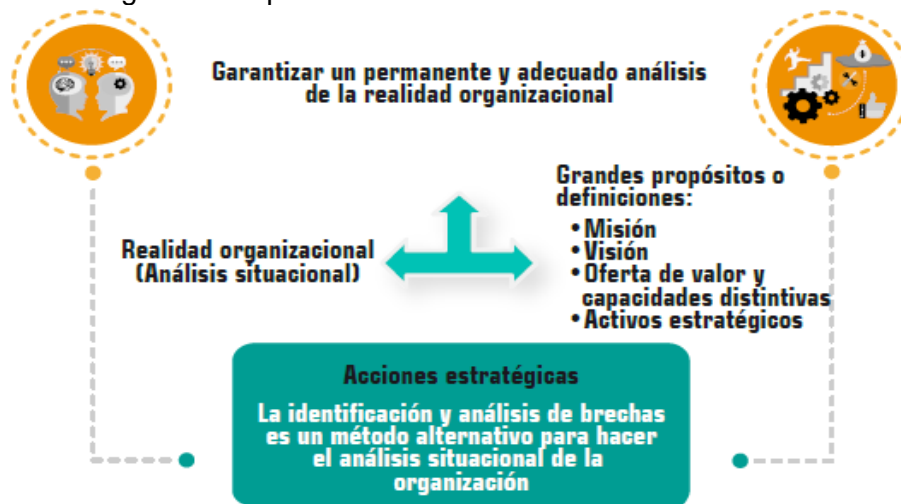 Garantizar un permanente y adecuado análisis
de la realidad organizacional
Grandes propósitos o
definiciones:
• Misión
• Visión
• Oferta de valor y
capacidades distintivas
• Activos estratégicos
Realidad organizacional
(Análisis situacional)
Acciones estratégicas
La identificación y análisis de brechas
es un método alternativo para hacer
el análisis situacional de la
organización